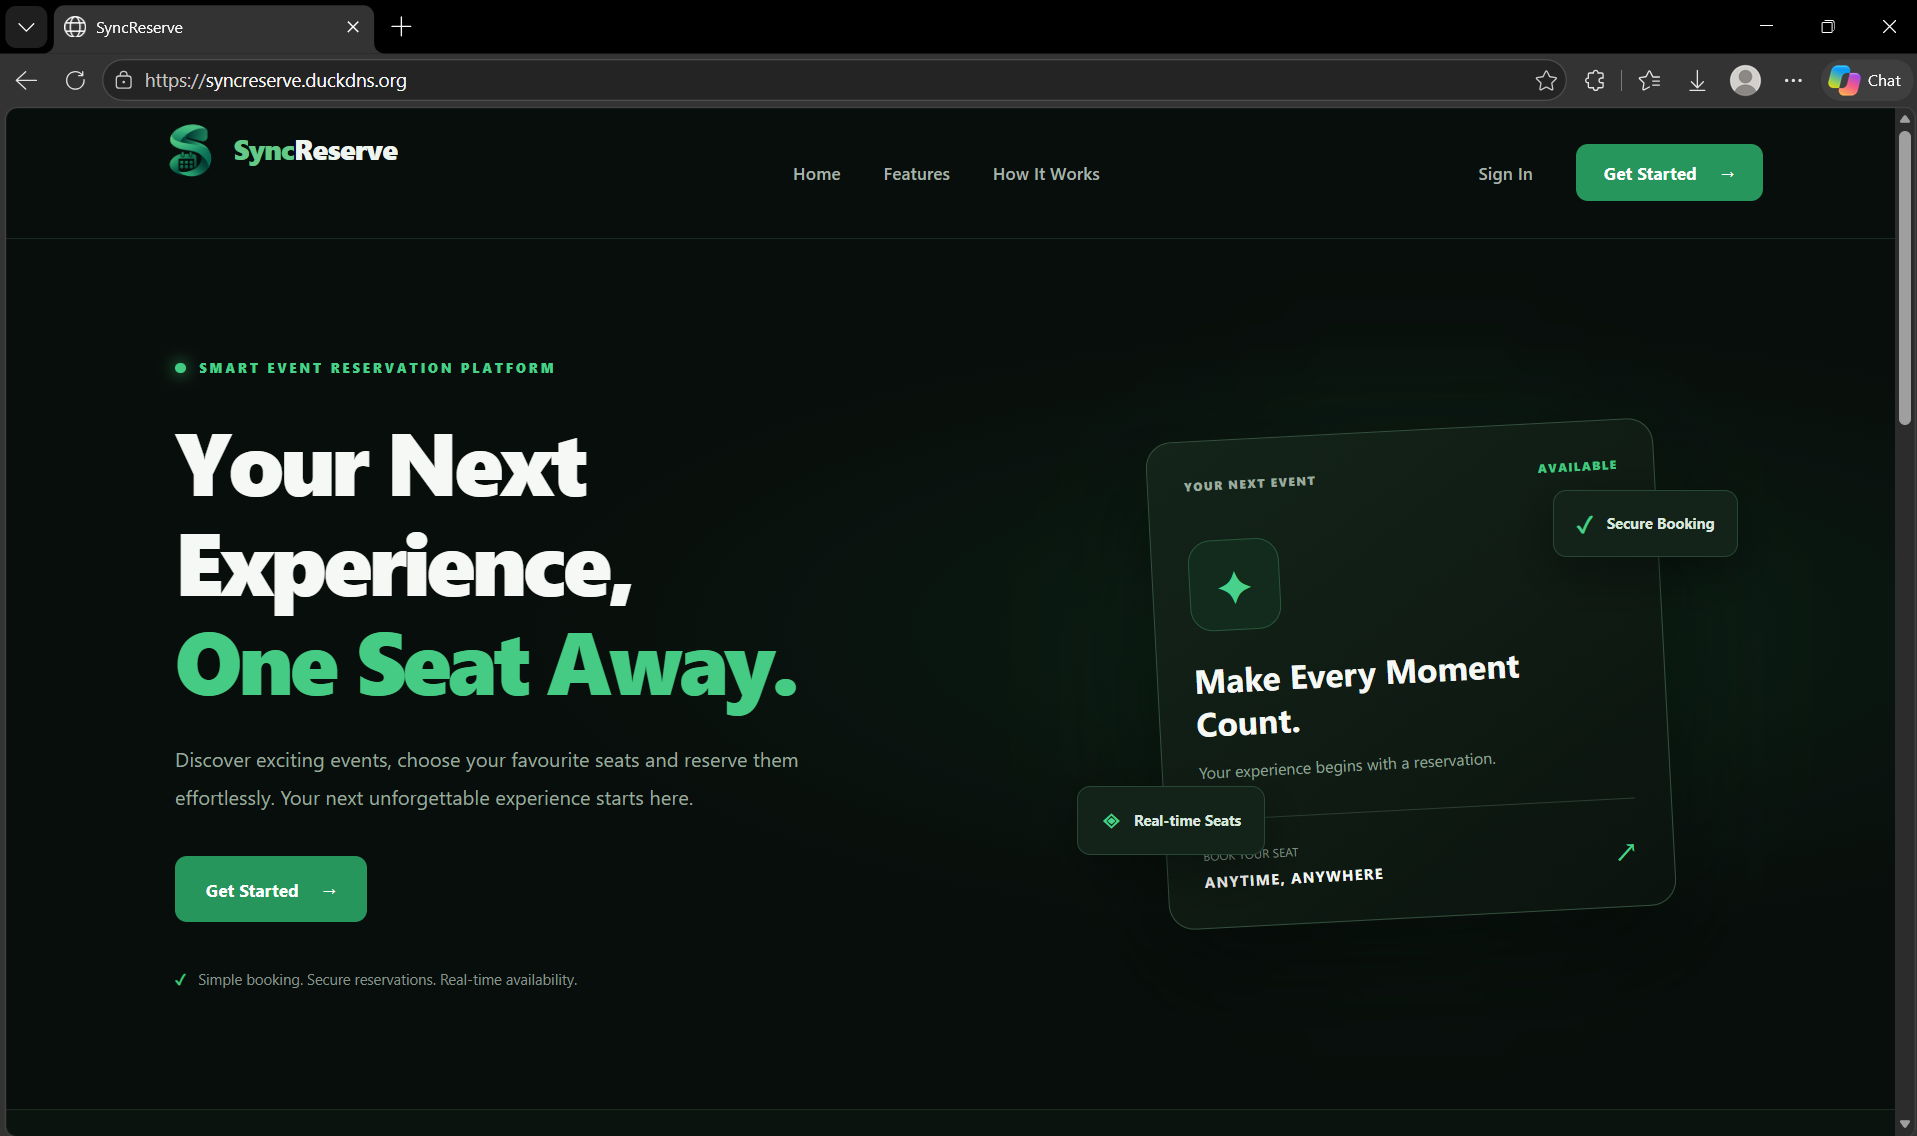 SyncReserve
https://syncreserve.duckdns.org
Chat
SyncReserve
Home
Features
How It Works
Sign In
Get Started →
SMART EVENT RESERVATION PLATFORM
Your Next
Experience,
One Seat Away.
Discover exciting events, choose your favourite seats and reserve them
effortlessly. Your next unforgettable experience starts here.
Get Started →
✓ Simple booking. Secure reservations. Real-time availability.
YOUR NEXT EVENT
AVAILABLE
✓ Secure Booking
Make Every Moment
Count.
Your experience begins with a reservation.
Real-time Seats
BOOK YOUR SEAT
ANYTIME, ANYWHERE